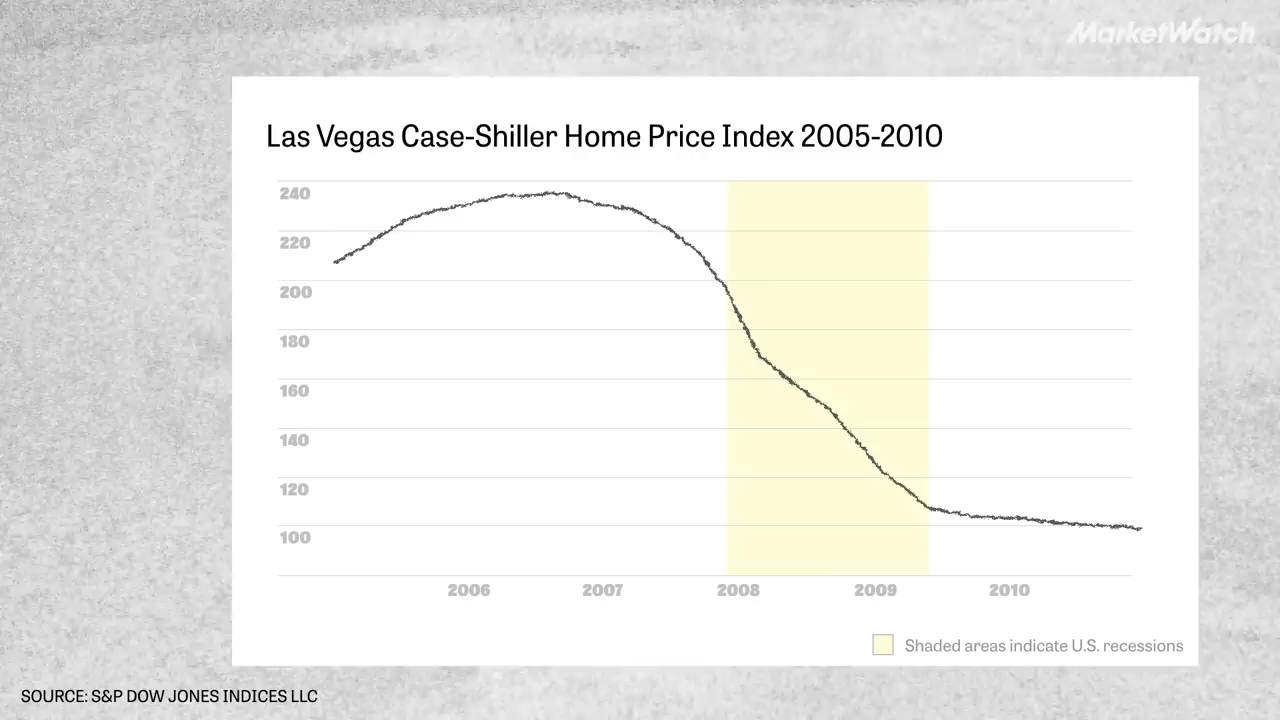 MarketWatch
Las Vegas Case-Shiller Home Price Index 2005-2010
240
220
200
180
160
140
120
100
2006 2007 2008 2009 2010
Shaded areas indicate U.S. recessions
SOURCE: S&P DOW JONES INDICES LLC